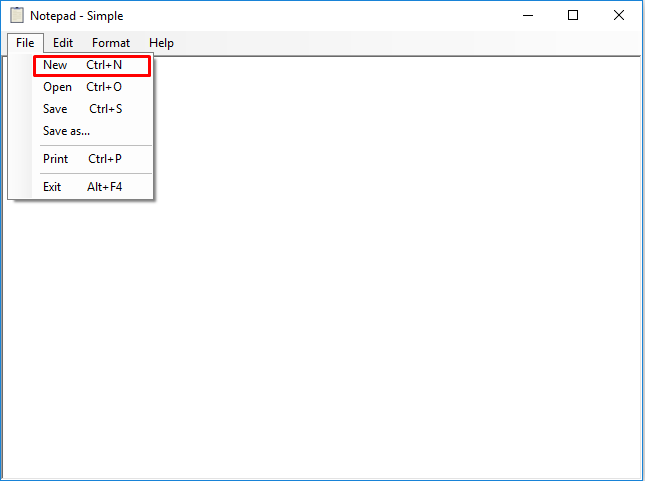 Notepad - Simple
File Edit Format Help
New Ctrl+N
Open Ctrl+O
Save Ctrl+S
Save as...
Print Ctrl+P
Exit Alt+F4